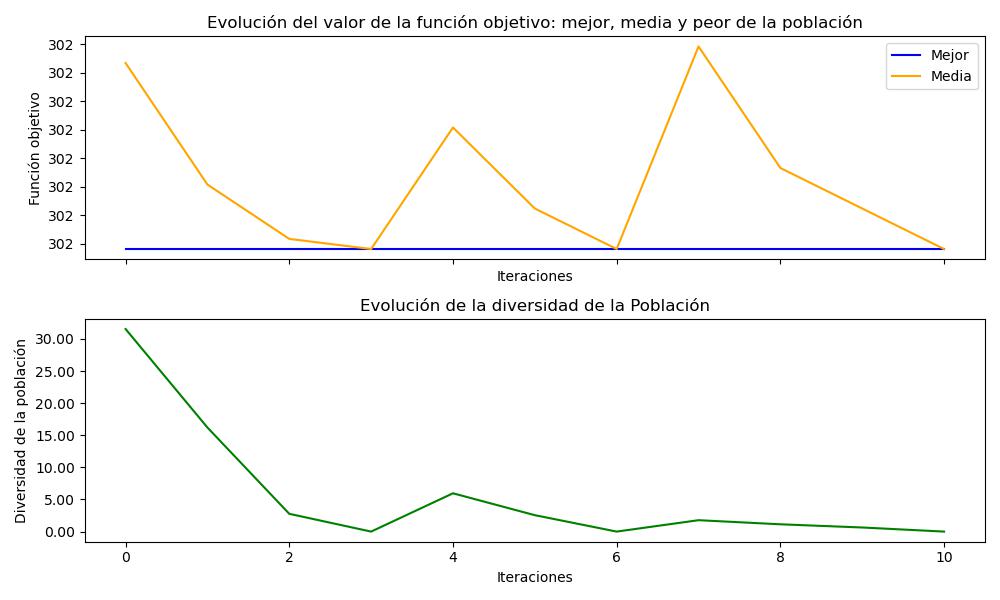 Evolución del valor de la función objetivo: mejor, media y peor de la población
Función objetivo
302
302
302
302
302
302
302
302
Mejor
Media
Iteraciones
Evolución de la diversidad de la Población
Diversidad de la población
30.00
25.00
20.00
15.00
10.00
5.00
0.00
0 2 4 6 8 10
Iteraciones